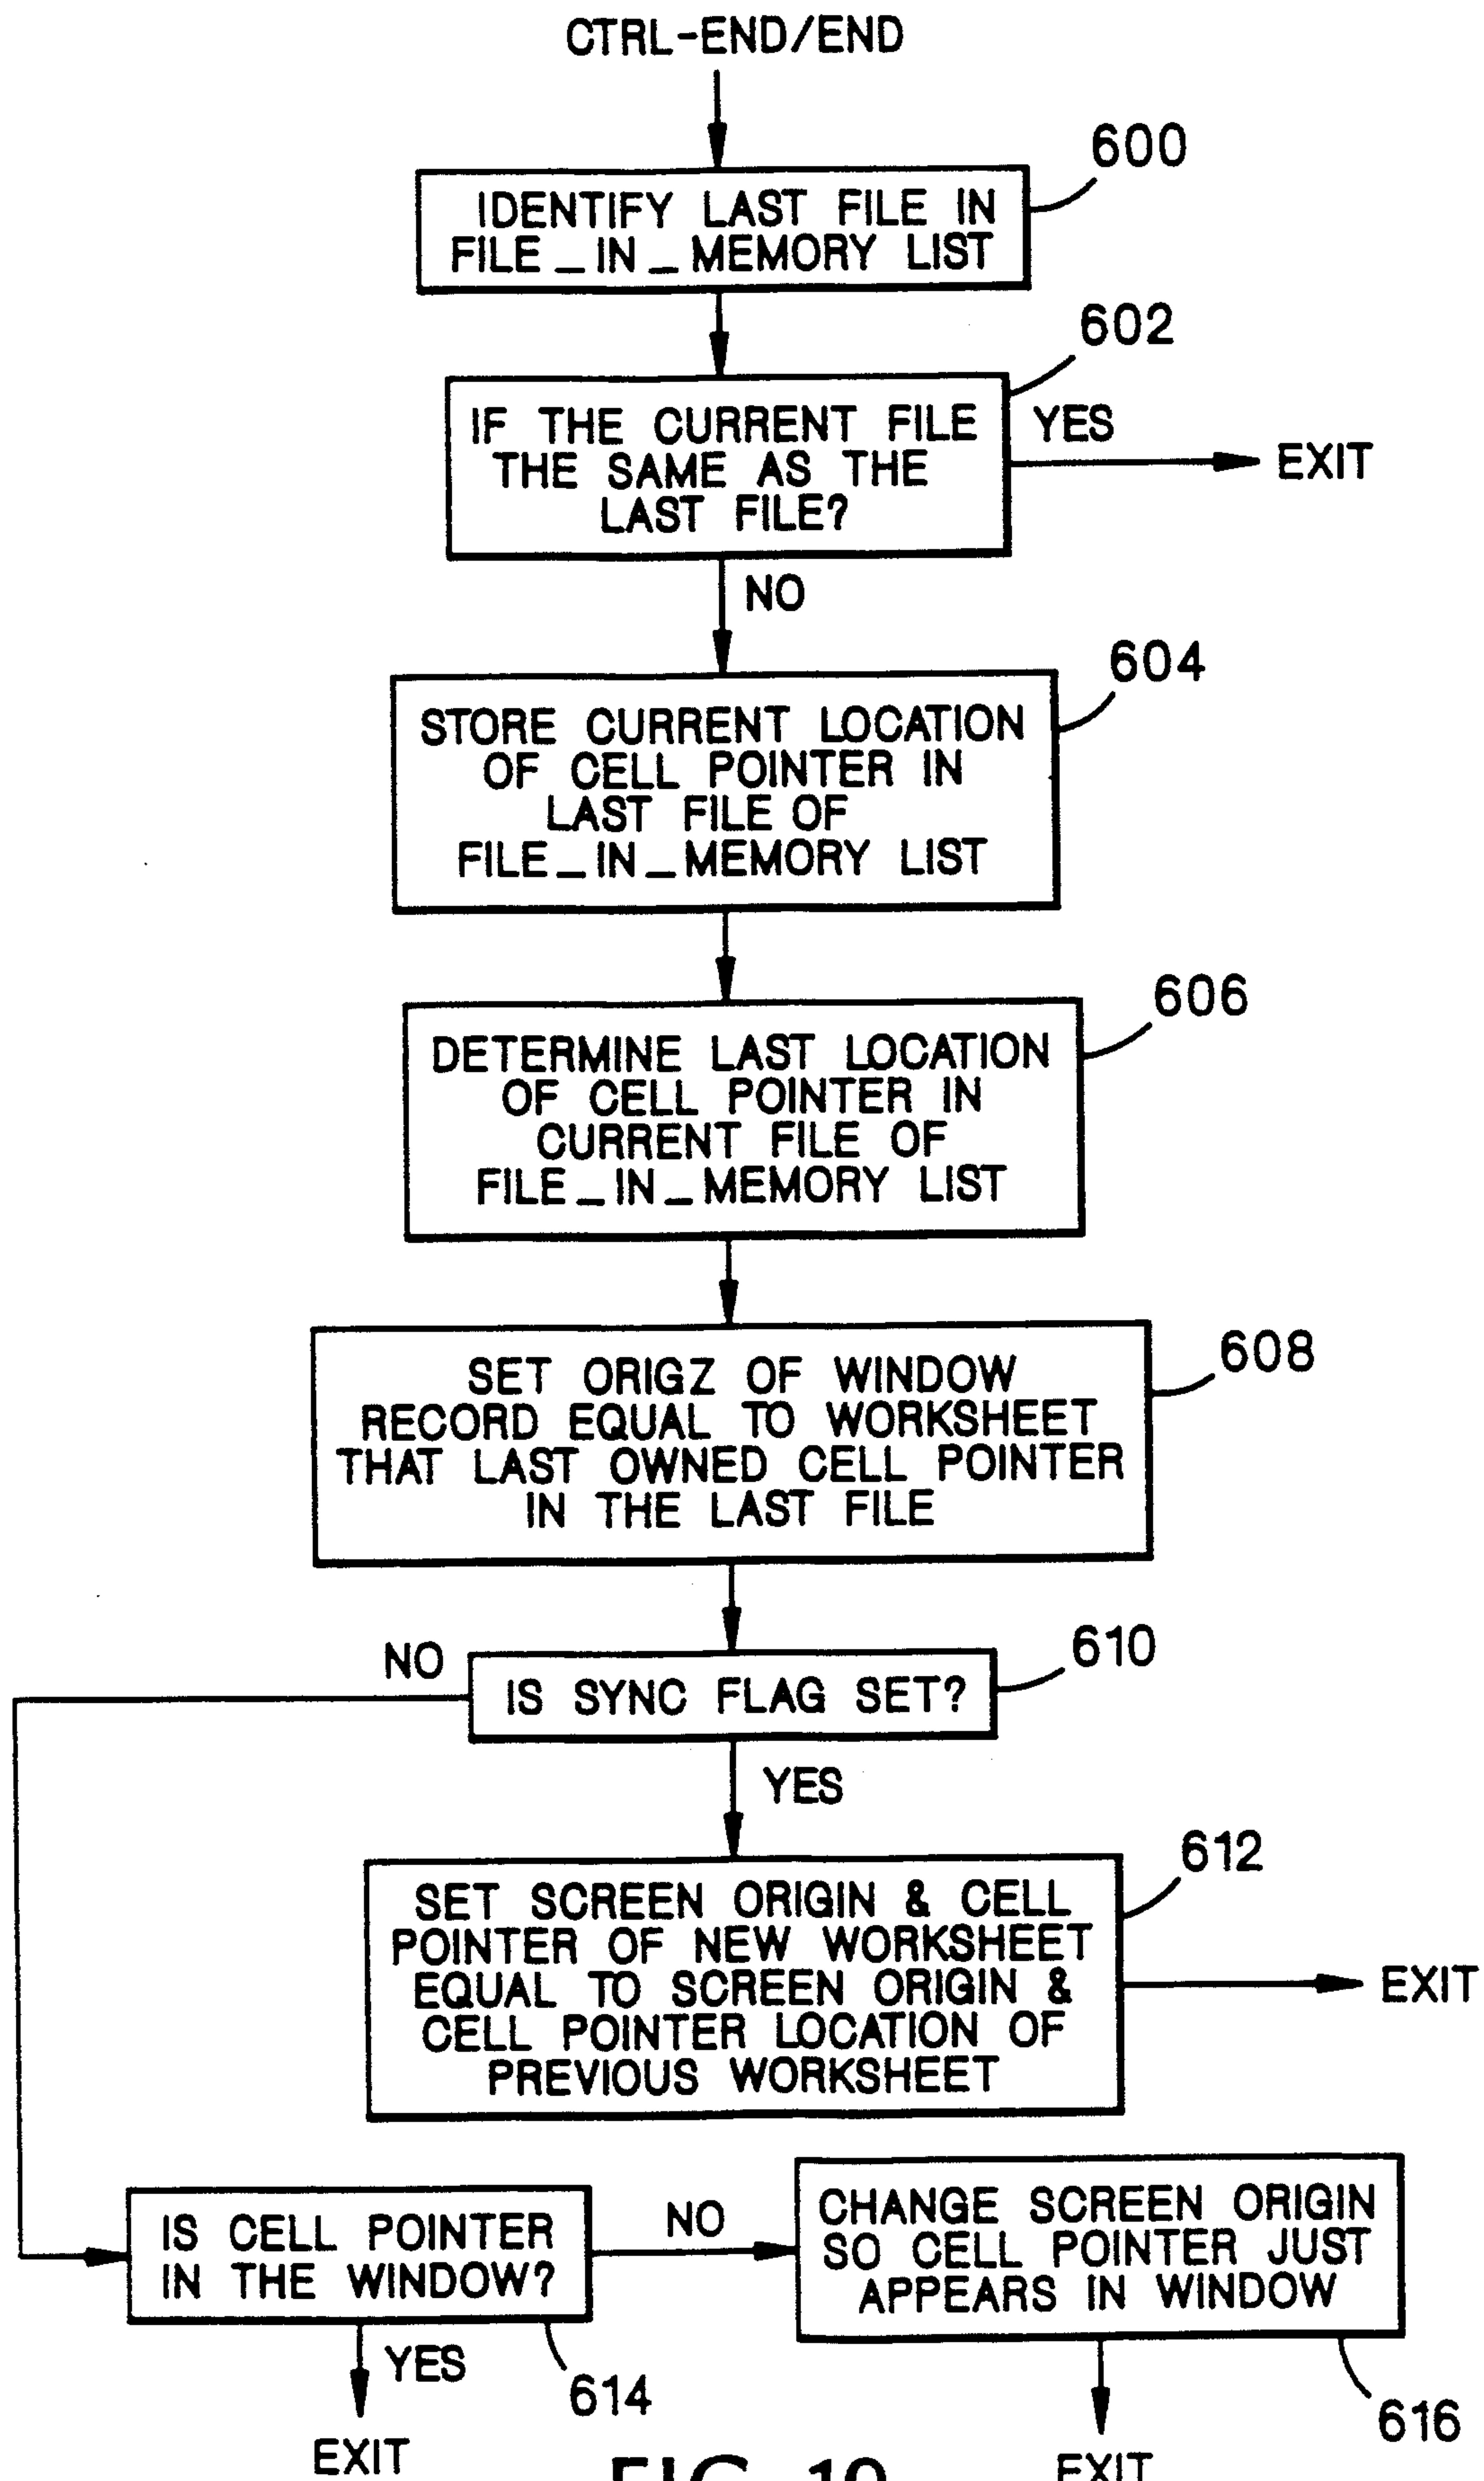 CTRL-END/END
600
IDENTIFY LAST FILE IN
FILE_IN_MEMORY LIST
602
IF THE CURRENT FILE
THE SAME AS THE
LAST FILE?
YES
EXIT
NO
604
STORE CURRENT LOCATION
OF CELL POINTER IN
LAST FILE OF
FILE_IN_MEMORY LIST
606
DETERMINE LAST LOCATION
OF CELL POINTER IN
CURRENT FILE OF
FILE_IN_MEMORY LIST
608
SET ORIGZ OF WINDOW
RECORD EQUAL TO WORKSHEET
THAT LAST OWNED CELL POINTER
IN THE LAST FILE
NO
610
IS SYNC FLAG SET?
YES
612
SET SCREEN ORIGIN & CELL
POINTER OF NEW WORKSHEET
EQUAL TO SCREEN ORIGIN &
CELL POINTER LOCATION OF
PREVIOUS WORKSHEET
EXIT
IS CELL POINTER
IN THE WINDOW?
NO
CHANGE SCREEN ORIGIN
SO CELL POINTER JUST
APPEARS IN WINDOW
YES
614
616
EXIT
EXIT